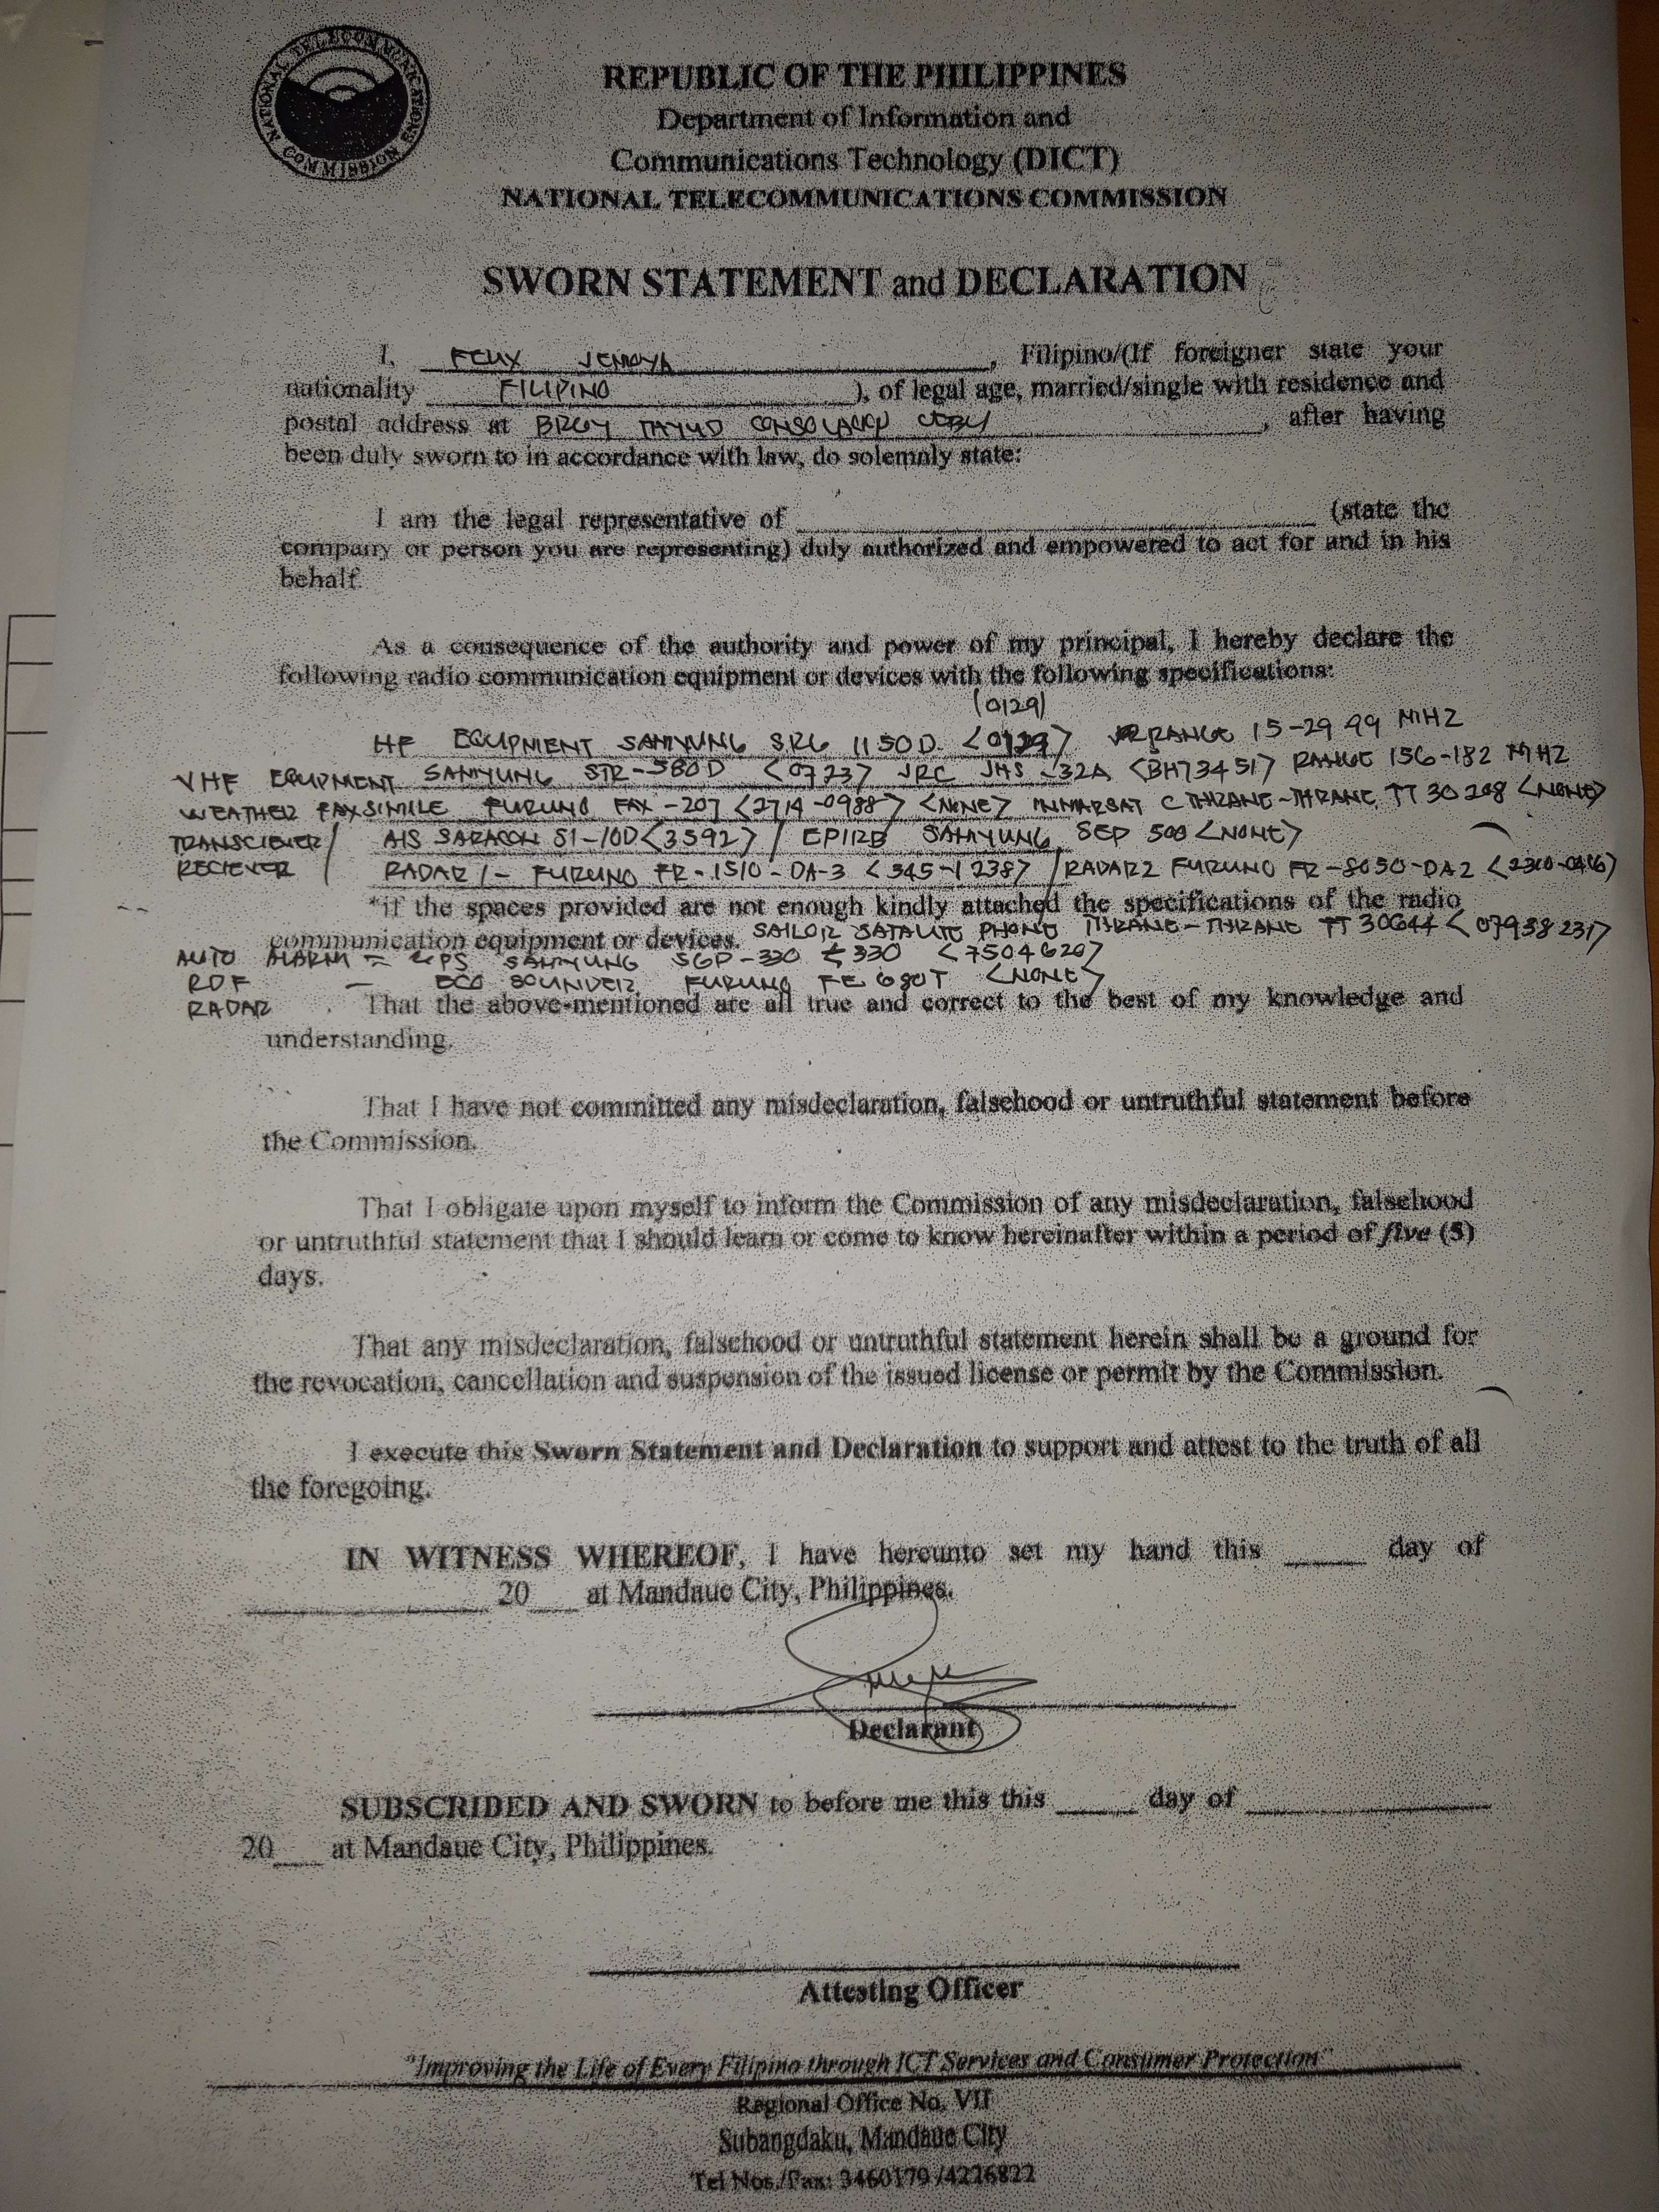 NATIONAL TELECOMMUNICATIONS COMMISSION
REPUBLIC OF THE PHILIPPINES
Department of Information and
Communications Technology (DICT)
NATIONAL TELECOMMUNICATIONS COMMISSION
SWORN STATEMENT and DECLARATION
I, FELIX JEMOYA, Filipino/(If foreigner state your
nationality FILIPINO), of legal age, married/single with residence and
postal address at BRGY TAYUD CONSOLACION CEBU, after having
been duly sworn to in accordance with law, do solemnly state:
I am the legal representative of (state the
company or person you are representing) duly authorized and empowered to act for and in his
behalf.
As a consequence of the authority and power of my principal, I hereby declare the
following radio communication equipment or devices with the following specifications:
(0129)
HF EQUIPMENT SAMYUNG SRG 1150D <0129> RANGE 15-29.99 MHZ
VHF EQUIPMENT SAMYUNG STR-580D <0723> JRC JHS-32A <BH73451> RANGE 156-182 MHZ
WEATHER FAXSIMILE FURUNO FAX-207 <2714-0988> <NONE> INMARSAT C THRANE-THRANE TT 30208 <NONE>
TRANSCIEVER/ AIS SARACON S1-10D <3592> / EPIRB SAMYUNG SEP 500 <NONE>
RECIEVER / RADAR 1- FURUNO FR-1510-DA-3 <345-1238> / RADAR2 FURUNO FR-8050-DA2 <2310-0416>
*if the spaces provided are not enough kindly attached the specifications of the radio
communication equipment or devices. SAILOR SATALITE PHONE THRANE-THRANE TT 30644 <07938231>
AUTO ALARM = GPS SAMYUNG SGP-330 <330 <7504620>
RDF - ECO SOUNDER FURUNO FE 680T <NONE>
RADAR That the above-mentioned are all true and correct to the best of my knowledge and
understanding.
That I have not committed any misdeclaration, falsehood or untruthful statement before
the Commission.
That I obligate upon myself to inform the Commission of any misdeclaration, falsehood
or untruthful statement that I should learn or come to know hereinafter within a period of five (5)
days.
That any misdeclaration, falsehood or untruthful statement herein shall be a ground for
the revocation, cancellation and suspension of the issued license or permit by the Commission.
I execute this Sworn Statement and Declaration to support and attest to the truth of all
the foregoing.
IN WITNESS WHEREOF, I have hereunto set my hand this ____ day of
____ 20__ at Mandaue City, Philippines.
Declarant
SUBSCRIBED AND SWORN to before me this this ____ day of ____
20__ at Mandaue City, Philippines.
Attesting Officer
"Improving the Life of Every Filipino through ICT Services and Consumer Protection"
Regional Office No. VII
Subangdaku, Mandaue City
Tel Nos./Fax: 3460179 /4226822